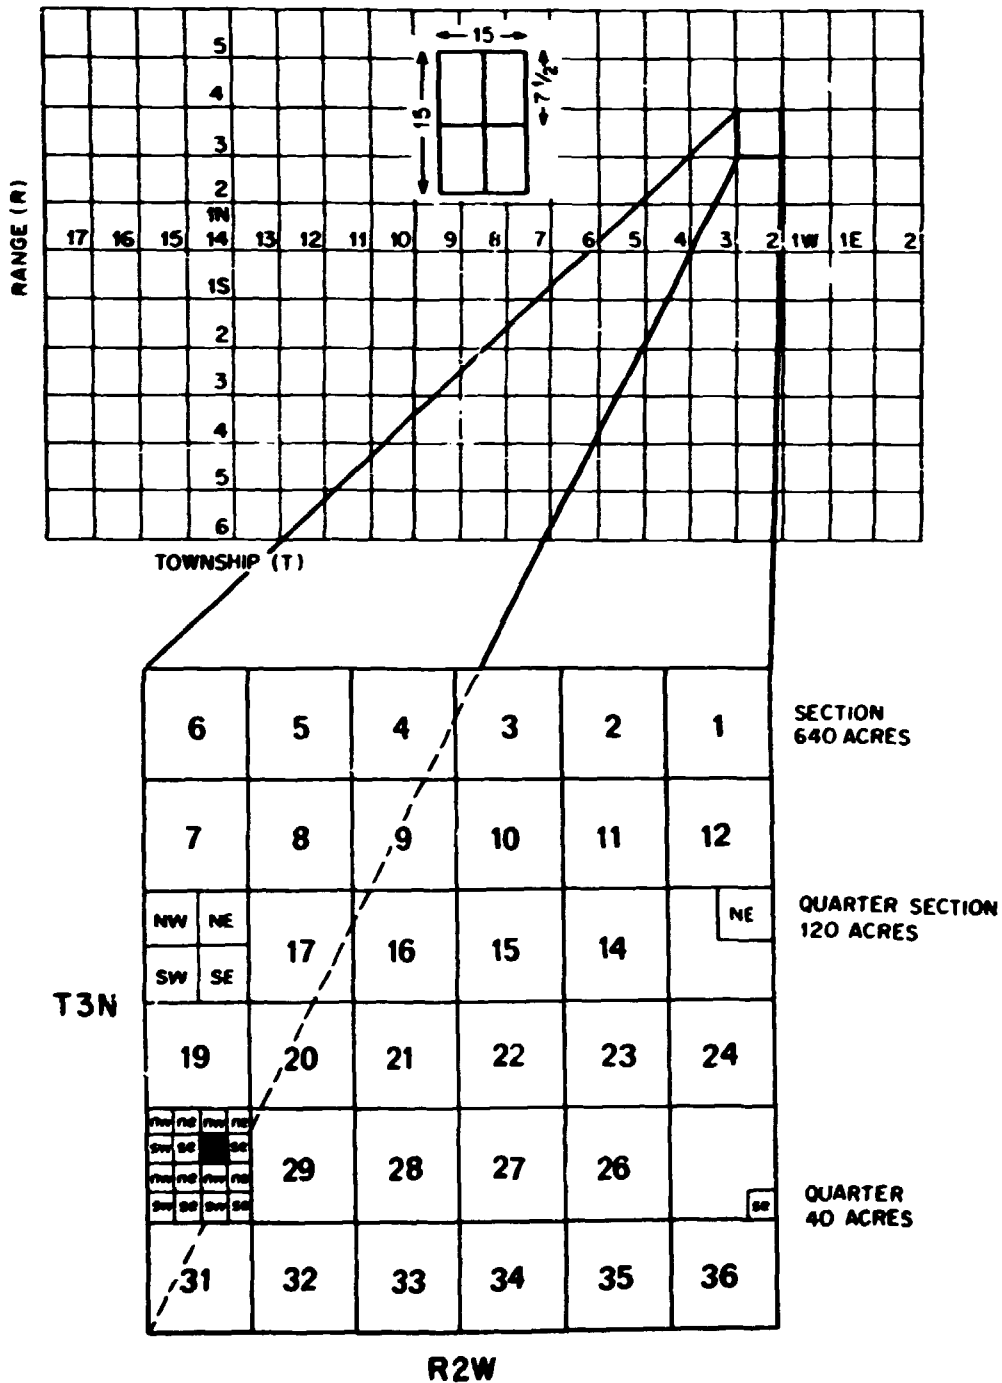 15
15
7 1/2
5
4
3
2
1N
RANGE (R)
17 16 15 14 13 12 11 10 9 8 7 6 5 4 3 2 1W 1E 2
1S
2
3
4
5
6
TOWNSHIP (T)
6 5 4 3 2 1
SECTION
640 ACRES
7 8 9 10 11 12
NW NE
SW SE
17 16 15 14
NE
QUARTER SECTION
120 ACRES
T3N
19 20 21 22 23 24
nw ne nw ne
sw se se
nw ne nw ne
sw se sw se
29 28 27 26
se
QUARTER
40 ACRES
31 32 33 34 35 36
R2W